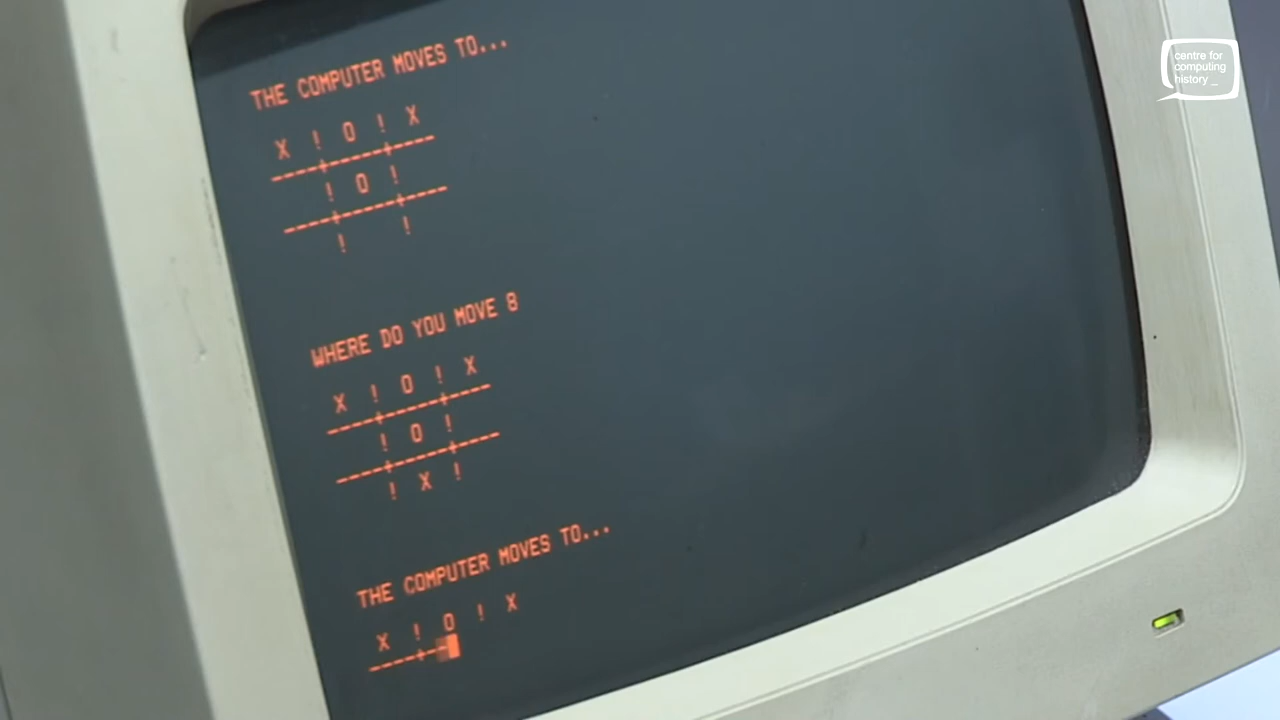 THE COMPUTER MOVES TO...
X ! O ! X
----+---+----
! O !
----+---+----
! !
WHERE DO YOU MOVE 8
X ! O ! X
----+---+----
! O !
----+---+----
! X !
THE COMPUTER MOVES TO...
X ! O ! X
----+--
centre for
computing
history _